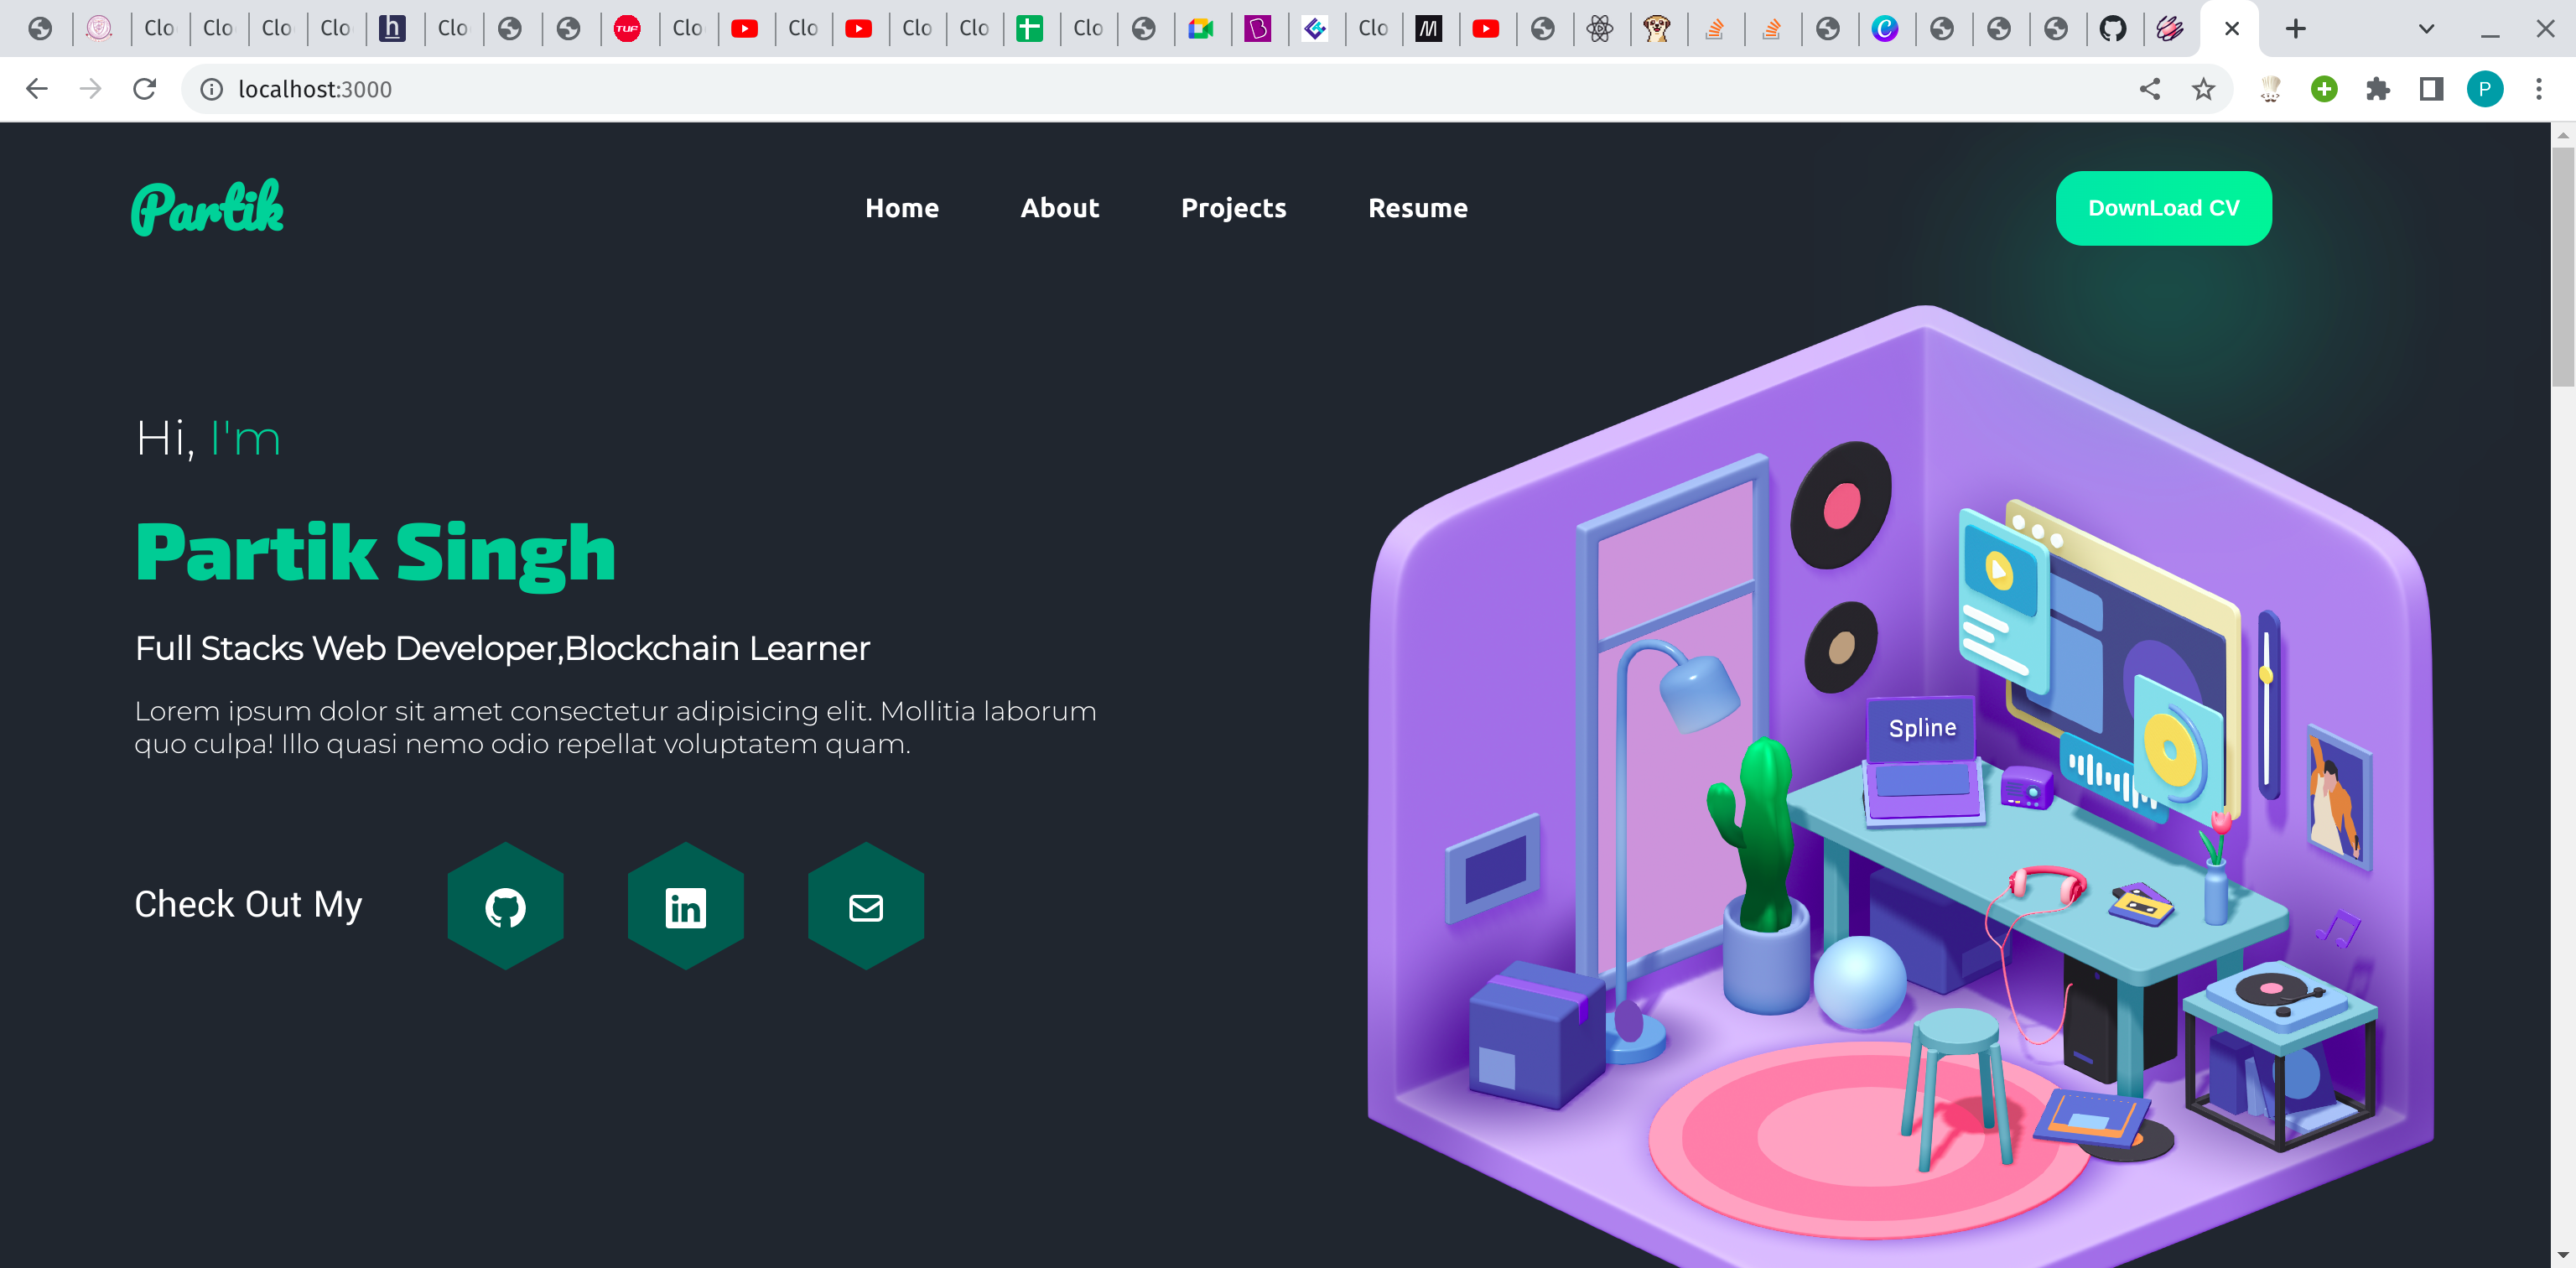 Clo Clo Clo Clo h Clo TUF Clo Clo Clo Clo Clo Clo
localhost:3000
P
Partik
Home About Projects Resume
DownLoad CV
Hi, I'm
Partik Singh
Full Stacks Web Developer,Blockchain Learner
Lorem ipsum dolor sit amet consectetur adipisicing elit. Mollitia laborum
quo culpa! Illo quasi nemo odio repellat voluptatem quam.
Spline
Check Out My
in